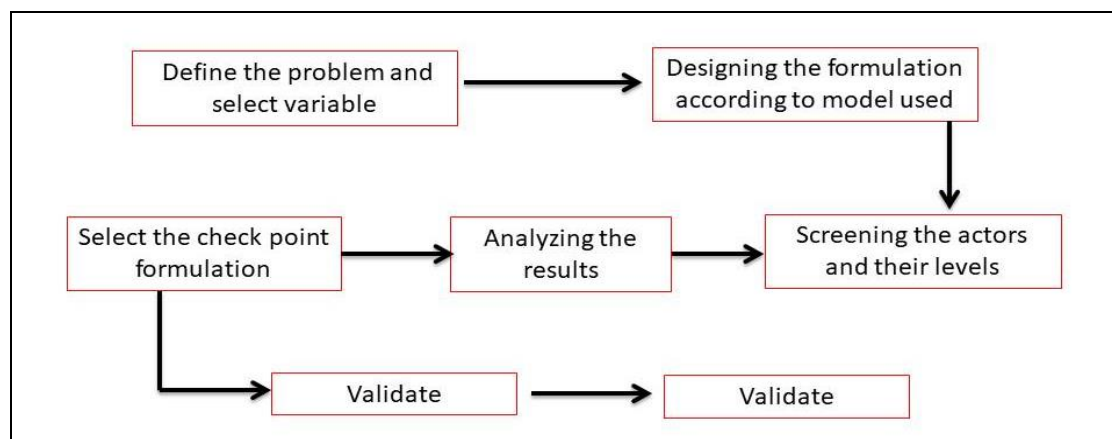 Define the problem and
select variable
Designing the formulation
according to model used
Select the check point
formulation
Analyzing the
results
Screening the actors
and their levels
Validate
Validate